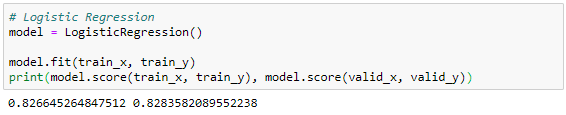 # Logistic Regression
model = LogisticRegression()
model.fit(train_x, train_y)
print(model.score(train_x, train_y), model.score(valid_x, valid_y))
0.826645264847512 0.8283582089552238